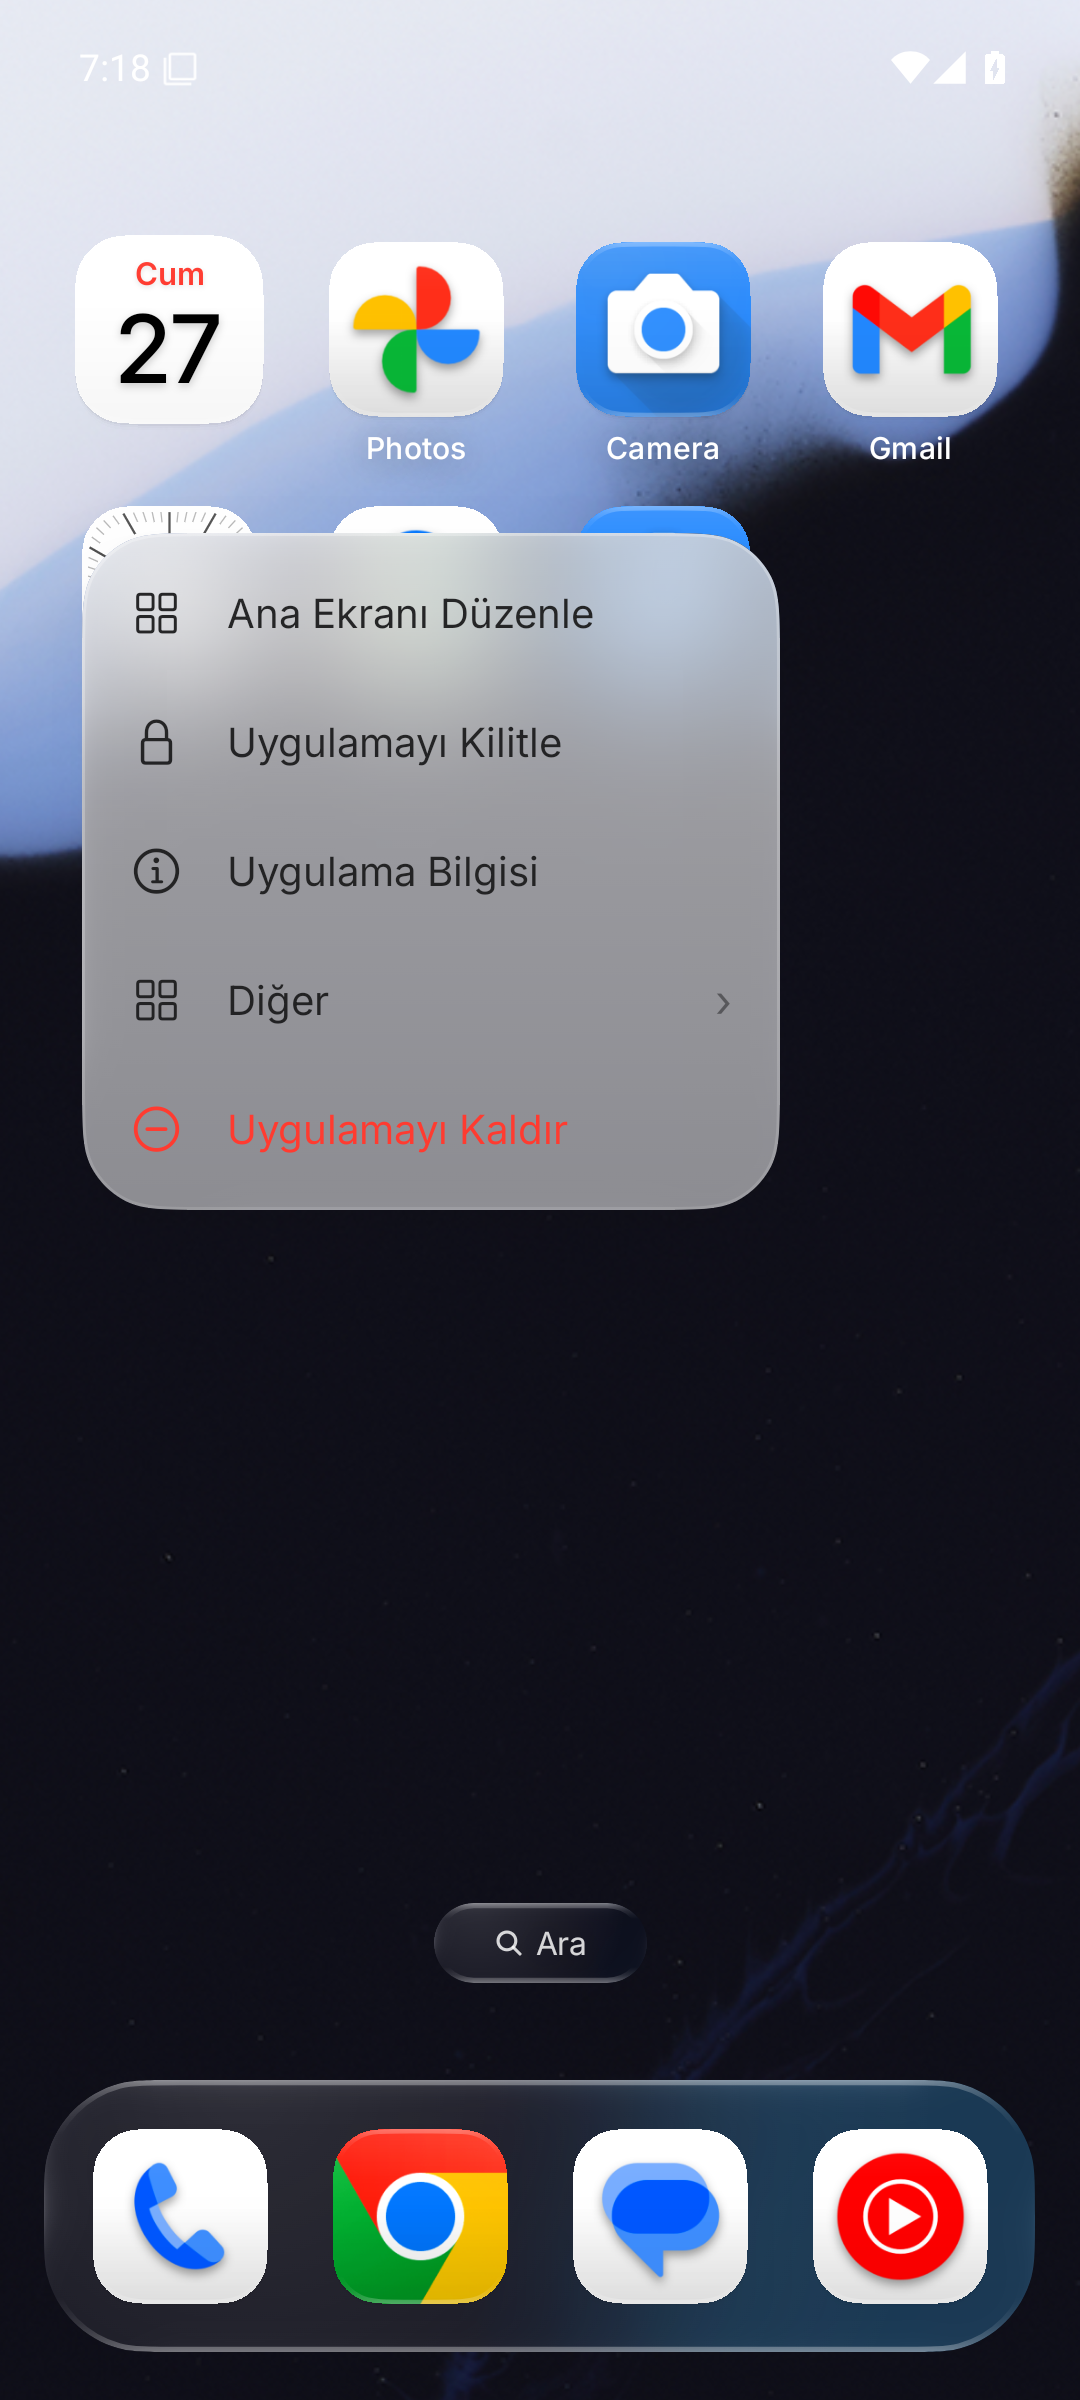 7:18
Cum
27
Photos
Camera
Gmail
Ana Ekranı Düzenle
Uygulamayı Kilitle
Uygulama Bilgisi
Diğer
Uygulamayı Kaldır
Ara